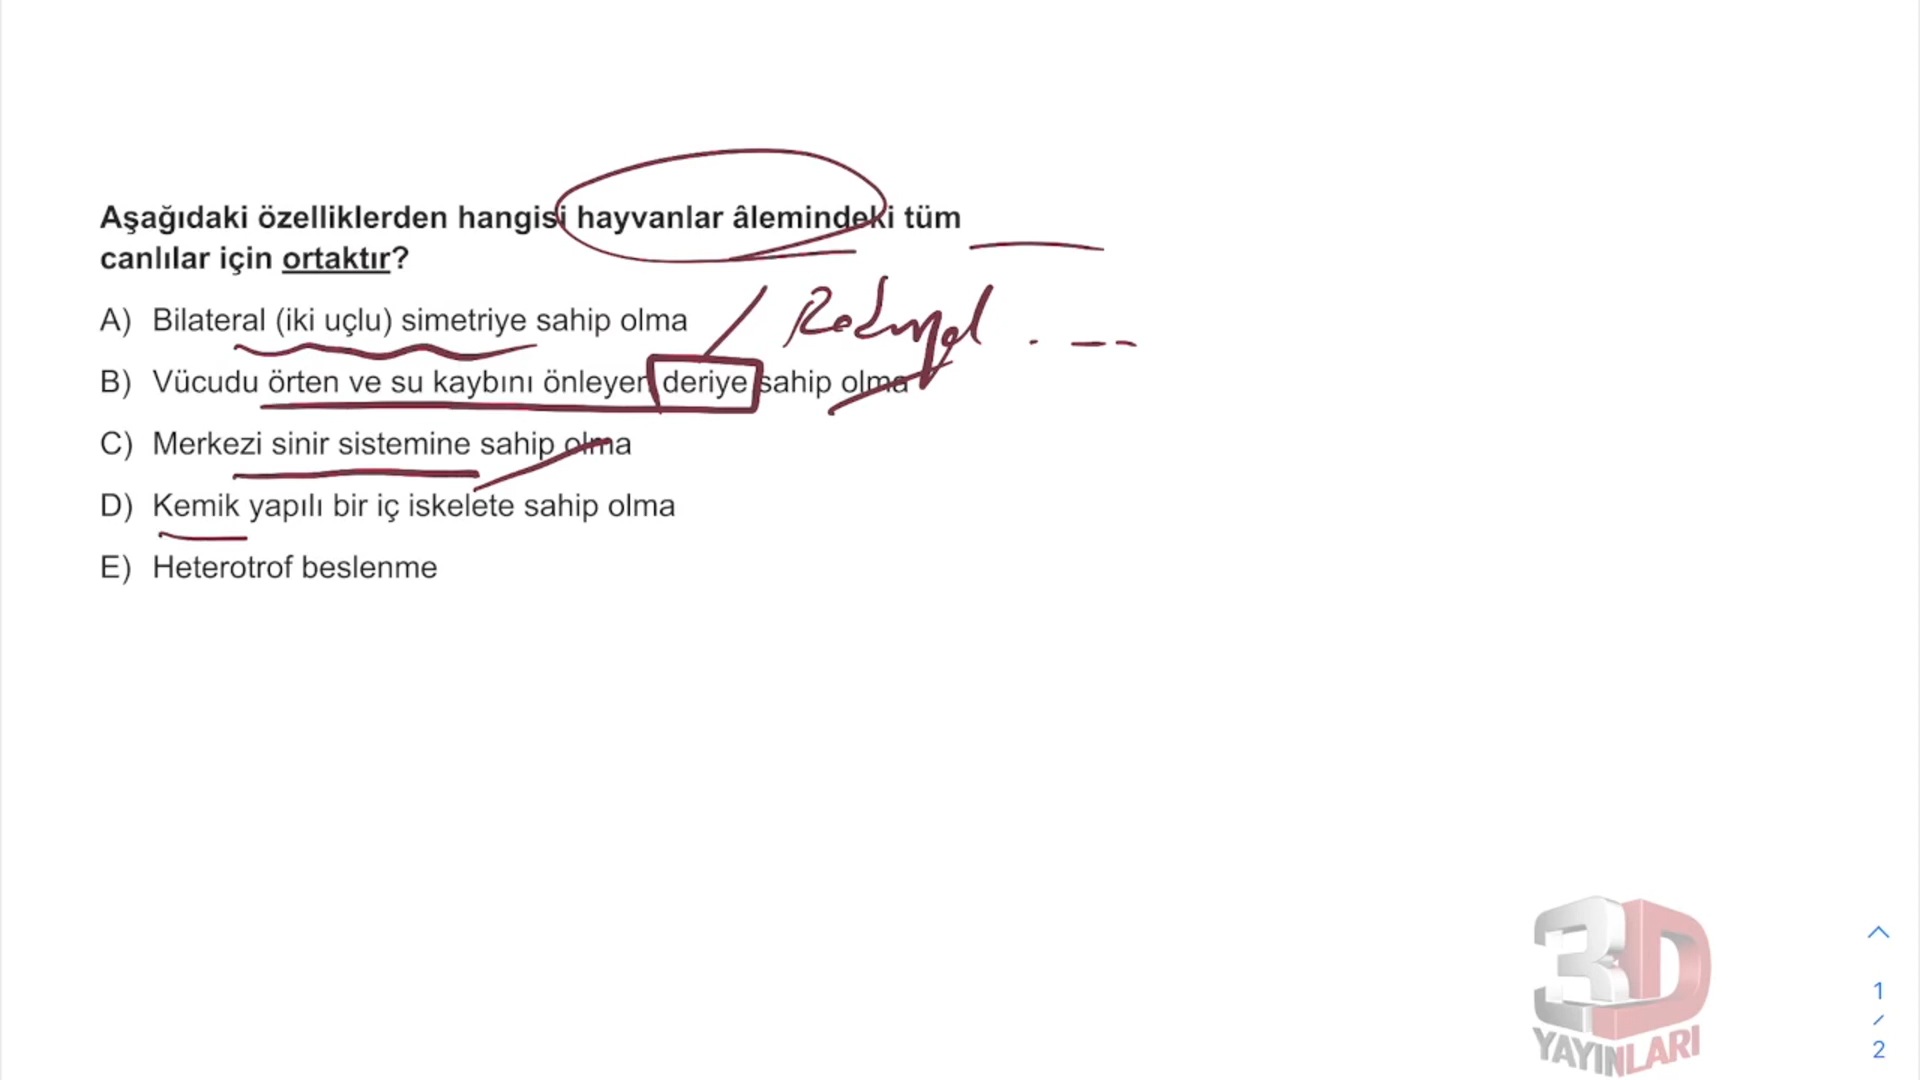 Aşağıdaki özelliklerden hangisi hayvanlar âlemindeki tüm
canlılar için ortaktır?
A) Bilateral (iki uçlu) simetriye sahip olma
B) Vücudu örten ve su kaybını önleyen deriye sahip olma
C) Merkezi sinir sistemine sahip olma
D) Kemik yapılı bir iç iskelete sahip olma
E) Heterotrof beslenme
3D
YAYINLARI
1
/
2